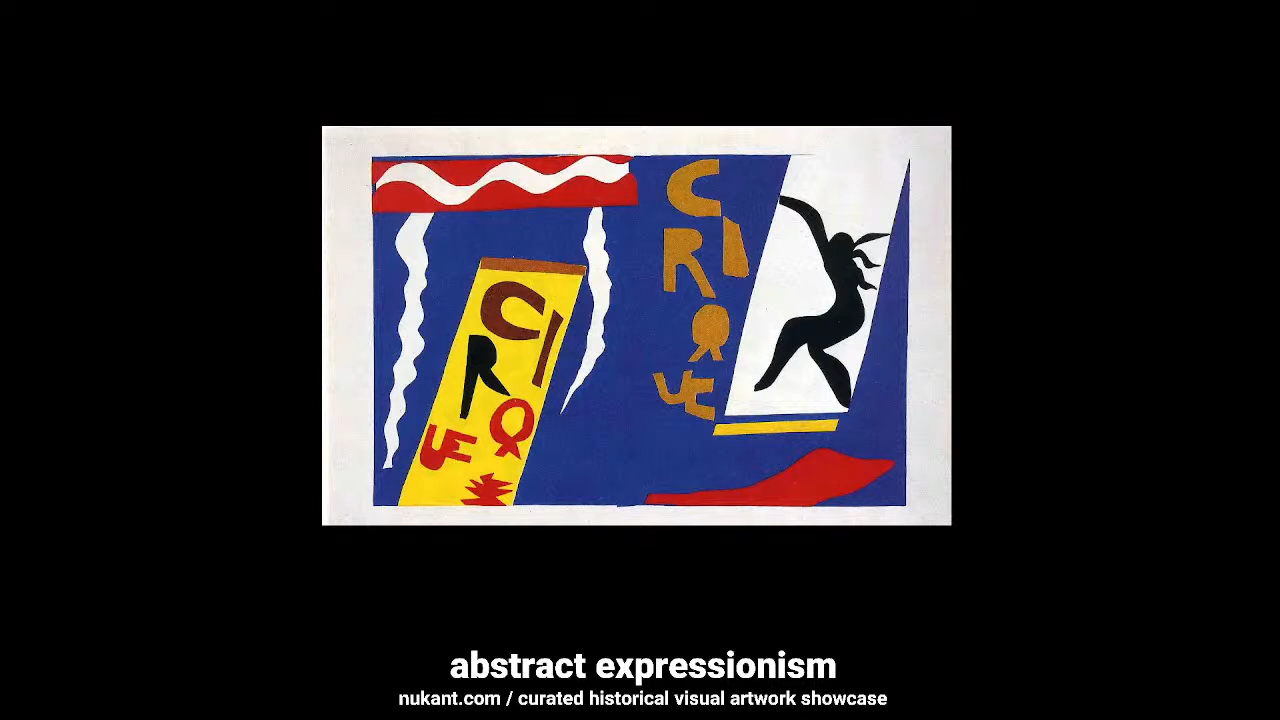 CIRQUE
CIRQUE
abstract expressionism
nukant.com / curated historical visual artwork showcase